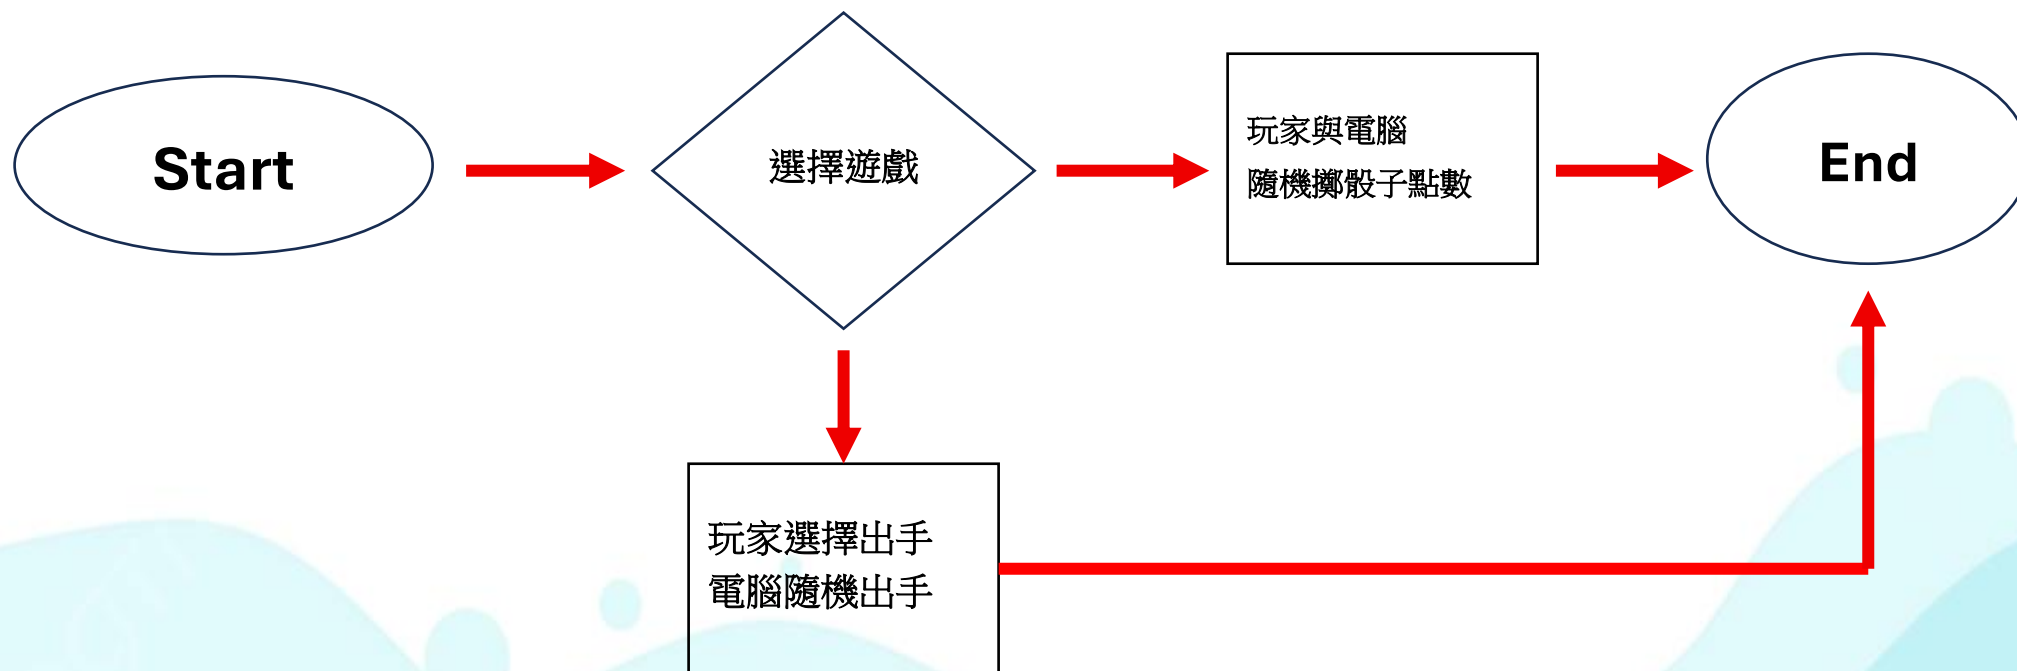 Start
選擇遊戲
玩家與電腦
隨機擲骰子點數
End
玩家選擇出手
電腦隨機出手